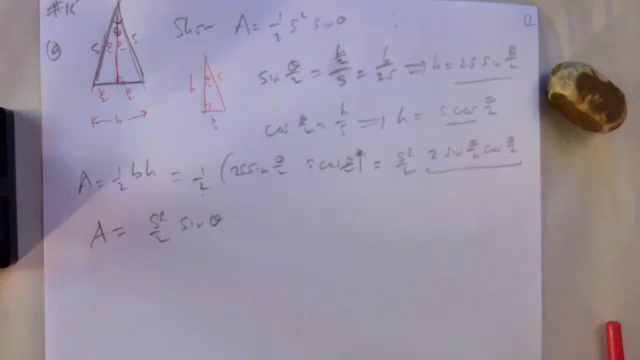 Show A = 1/2 s² sin θ
sin θ/2 = (b/2)/s = b/2s ⟹ b = 2s sin θ/2
cos θ/2 = h/s ⟹ h = s cos θ/2
A = 1/2 bh = 1/2 (2s sin θ/2 s cos θ/2) = s²/2 2 sin θ/2 cos θ/2
A = s²/2 sin θ